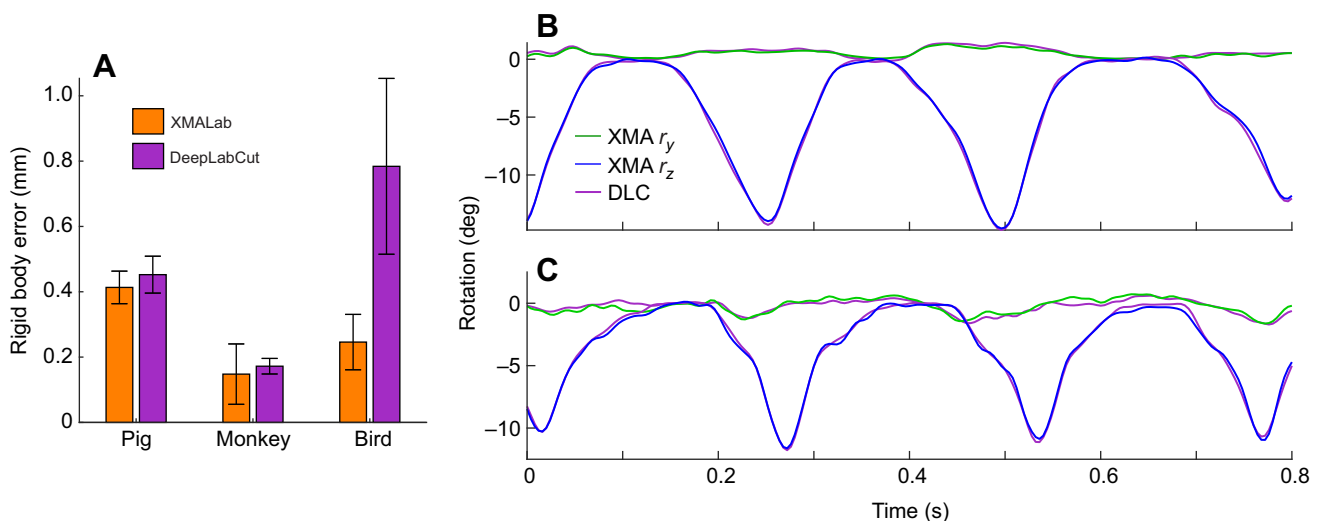 A
Rigid body error (mm)
1.0
0.8
0.6
0.4
0.2
0
XMALab
DeepLabCut
Pig Monkey Bird
B
Rotation (deg)
0
–5
–10
XMA r_y
XMA r_z
DLC
C
0
–5
–10
0 0.2 0.4 0.6 0.8
Time (s)